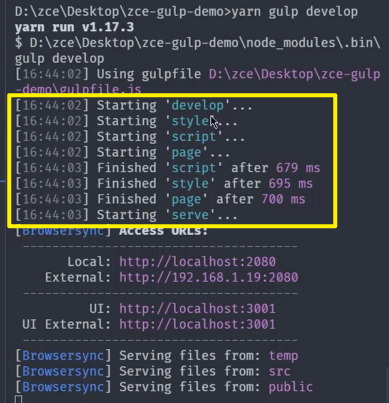 D:\zce\Desktop\zce-gulp-demo>yarn gulp develop
yarn run v1.17.3
$ D:\zce\Desktop\zce-gulp-demo\node_modules\.bin\
gulp develop
[16:44:02] Using gulpfile D:\zce\Desktop\zce-gulp
-demo\gulpfile.js
[16:44:02] Starting 'develop'...
[16:44:02] Starting 'style'...
[16:44:02] Starting 'script'...
[16:44:02] Starting 'page'...
[16:44:03] Finished 'script' after 679 ms
[16:44:03] Finished 'style' after 695 ms
[16:44:03] Finished 'page' after 700 ms
[16:44:03] Starting 'serve'...
[Browsersync] Access URLs:
--------------------------------------
Local: http://localhost:2080
External: http://192.168.1.19:2080
--------------------------------------
UI: http://localhost:3001
UI External: http://localhost:3001
--------------------------------------
[Browsersync] Serving files from: temp
[Browsersync] Serving files from: src
[Browsersync] Serving files from: public